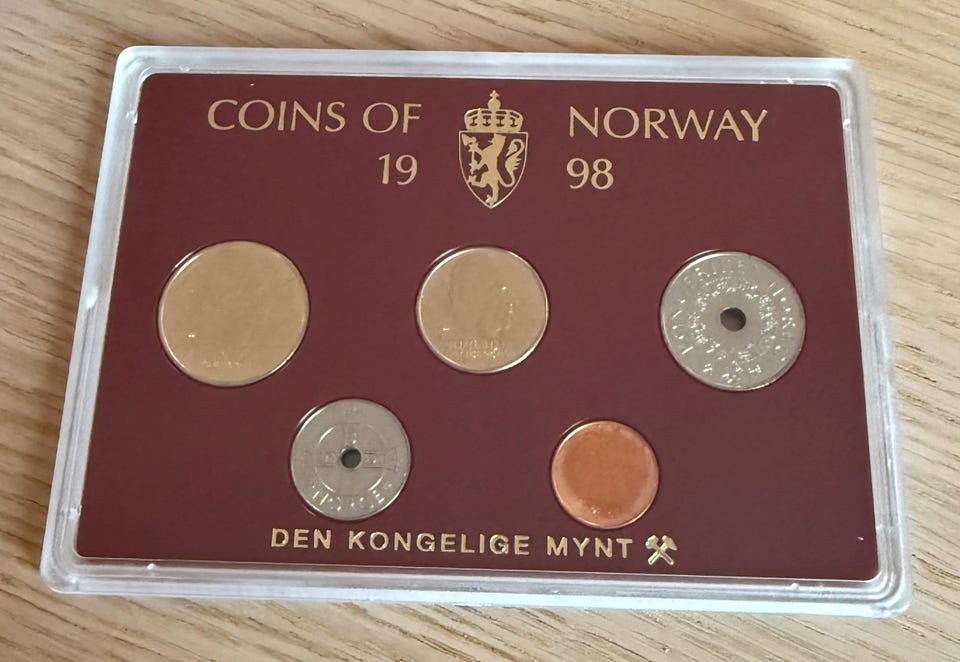 COINS OF NORWAY
19 98
DEN KONGELIGE MYNT